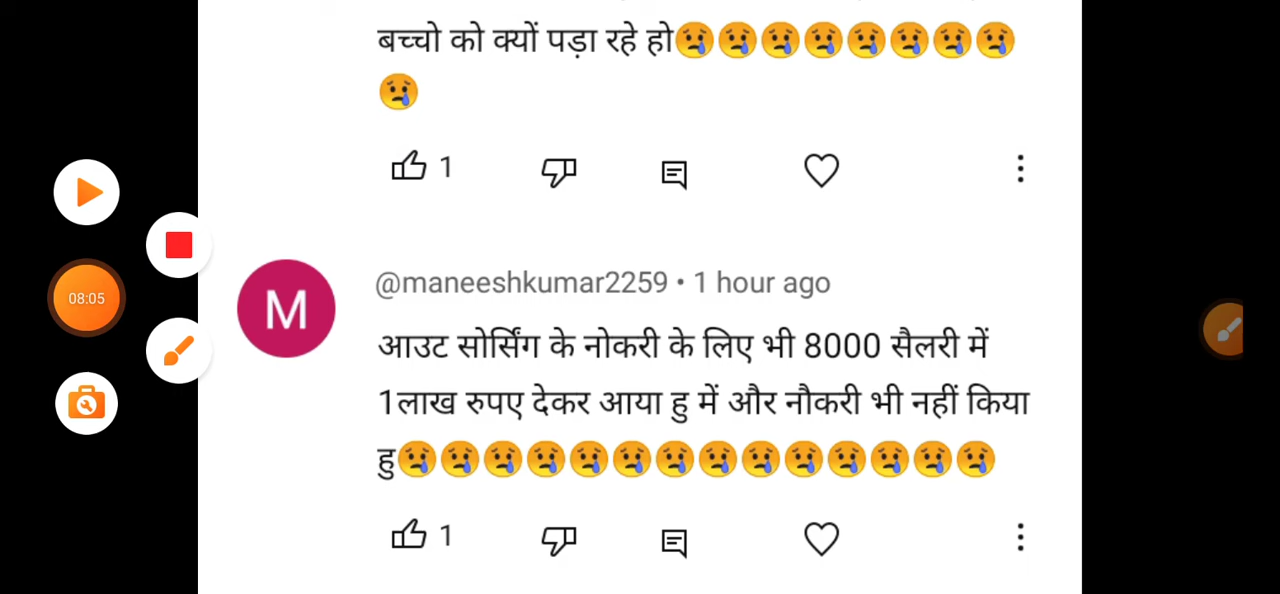 बच्चो को क्यों पड़ा रहे हो😢😢😢😢😢😢😢😢
😢
1
@maneeshkumar2259 • 1 hour ago
M
08:05
आउट सोर्सिंग के नोकरी के लिए भी 8000 सैलरी में
1लाख रुपए देकर आया हु में और नौकरी भी नहीं किया
हु😢😢😢😢😢😢😢😢😢😢😢😢😢😢
1